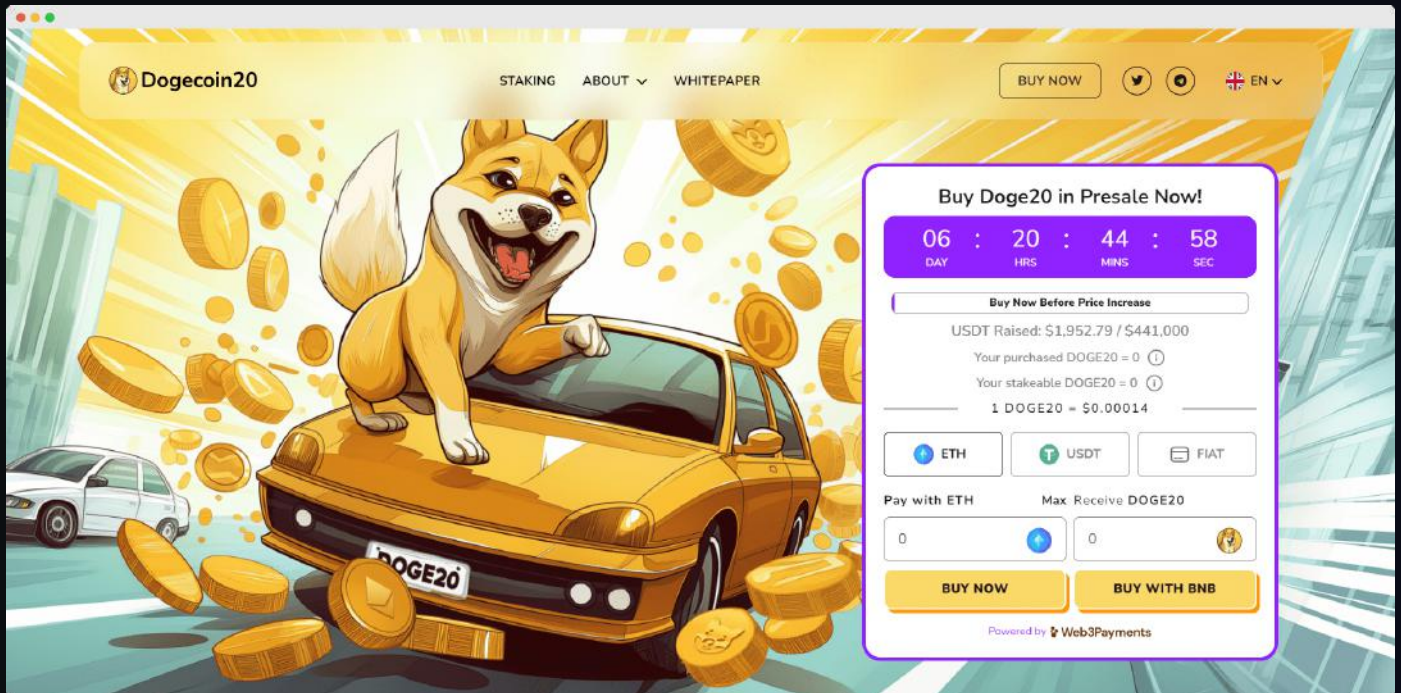 Dogecoin20
STAKING
ABOUT
WHITEPAPER
BUY NOW
EN
Buy Doge20 in Presale Now!
06 : 20 : 44 : 58
DAY HRS MINS SEC
Buy Now Before Price Increase
USDT Raised: $1,952.79 / $441,000
Your purchased DOGE20 = 0
Your stakeable DOGE20 = 0
1 DOGE20 = $0.00014
ETH
USDT
FIAT
Pay with ETH
Max
Receive DOGE20
0
0
BUY NOW
BUY WITH BNB
Powered by Web3Payments
DOGE20